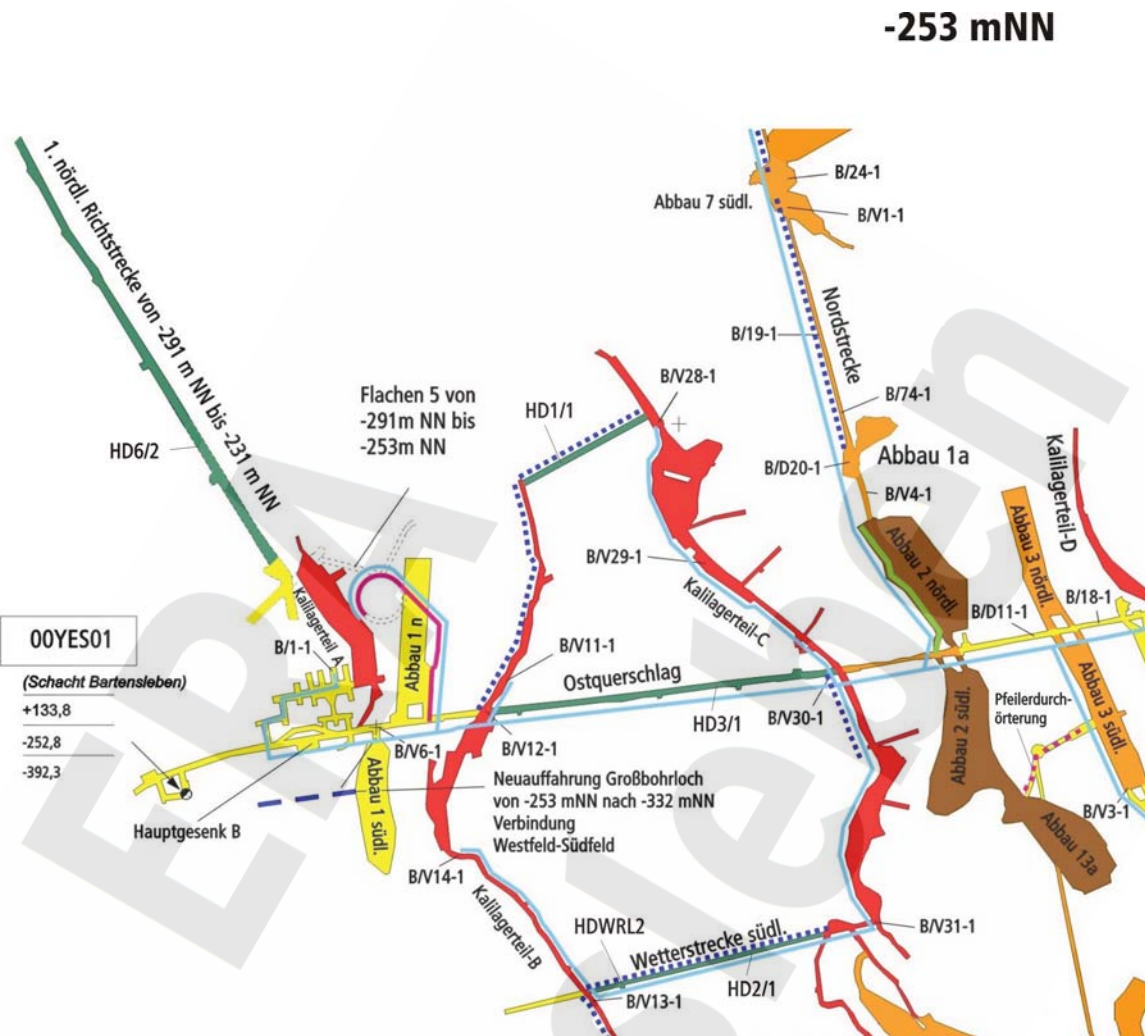 -253 mNN
1. nördl. Richtstrecke von -291 m NN bis -231 m NN
HD6/2
Flachen 5 von
-291m NN bis
-253m NN
HD1/1
B/V28-1
Abbau 7 südl.
B/24-1
B/V1-1
B/19-1
Nordstrecke
B/74-1
B/D20-1
Abbau 1a
B/V4-1
Kalilagerteil-D
Abbau 2 nördl.
Abbau 3 nördl.
B/18-1
B/D11-1
B/V29-1
Kalilagerteil-C
00YES01
(Schacht Bartensleben)
+133,8
-252,8
-392,3
Kalilagerteil A
B/1-1
Abbau 1 n
B/V11-1
Ostquerschlag
HD3/1
B/V30-1
B/V12-1
B/V6-1
Abbau 1 südl.
Hauptgesenk B
Neuauffahrung Großbohrloch
von -253 mNN nach -332 mNN
Verbindung
Westfeld-Südfeld
Abbau 2 südl.
Pfeilerdurch-
örterung
Abbau 3 südl.
B/V3-1
Abbau 13a
B/V14-1
Kalilagerteil-B
HDWRL2
Wetterstrecke südl.
HD2/1
B/V31-1
B/V13-1
ERA